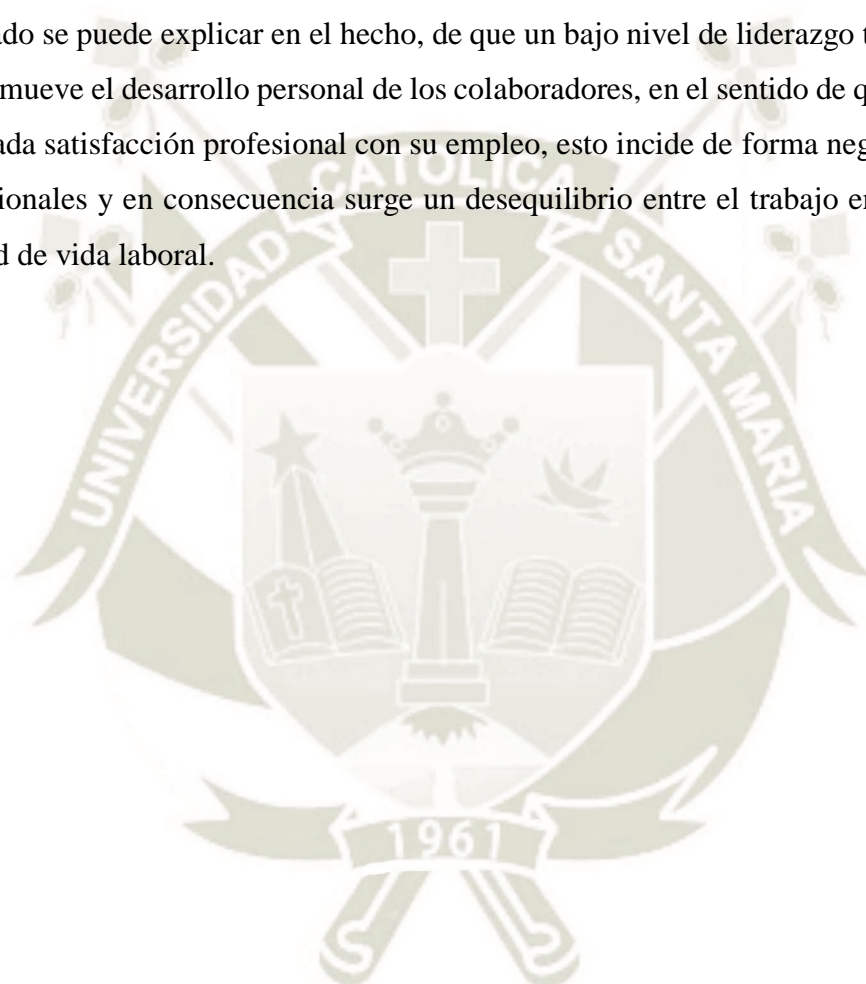 ado se puede explicar en el hecho, de que un bajo nivel de liderazgo t
mueve el desarrollo personal de los colaboradores, en el sentido de q
ada satisfacción profesional con su empleo, esto incide de forma neg
ionales y en consecuencia surge un desequilibrio entre el trabajo en
d de vida laboral.
UNIVERSIDAD CATOLICA SANTA MARIA
1961